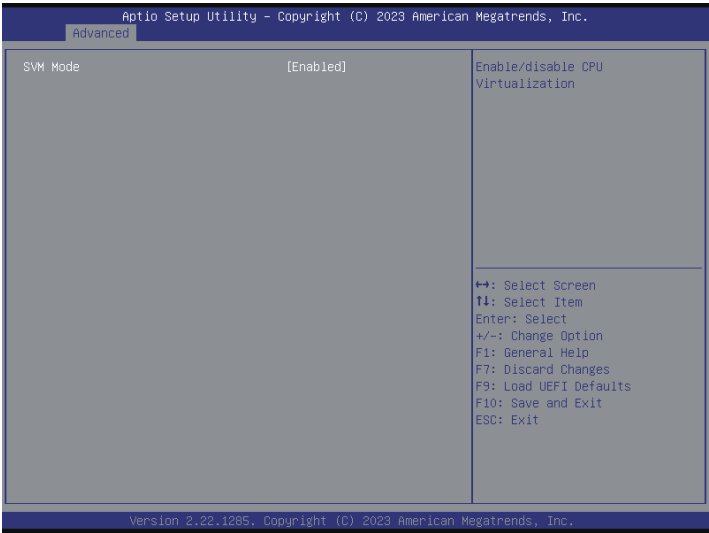 Aptio Setup Utility – Copyright (C) 2023 American Megatrends, Inc.
Advanced
SVM Mode [Enabled]
Enable/disable CPU
Virtualization
←→: Select Screen
↑↓: Select Item
Enter: Select
+/-: Change Option
F1: General Help
F7: Discard Changes
F9: Load UEFI Defaults
F10: Save and Exit
ESC: Exit
Version 2.22.1285. Copyright (C) 2023 American Megatrends, Inc.